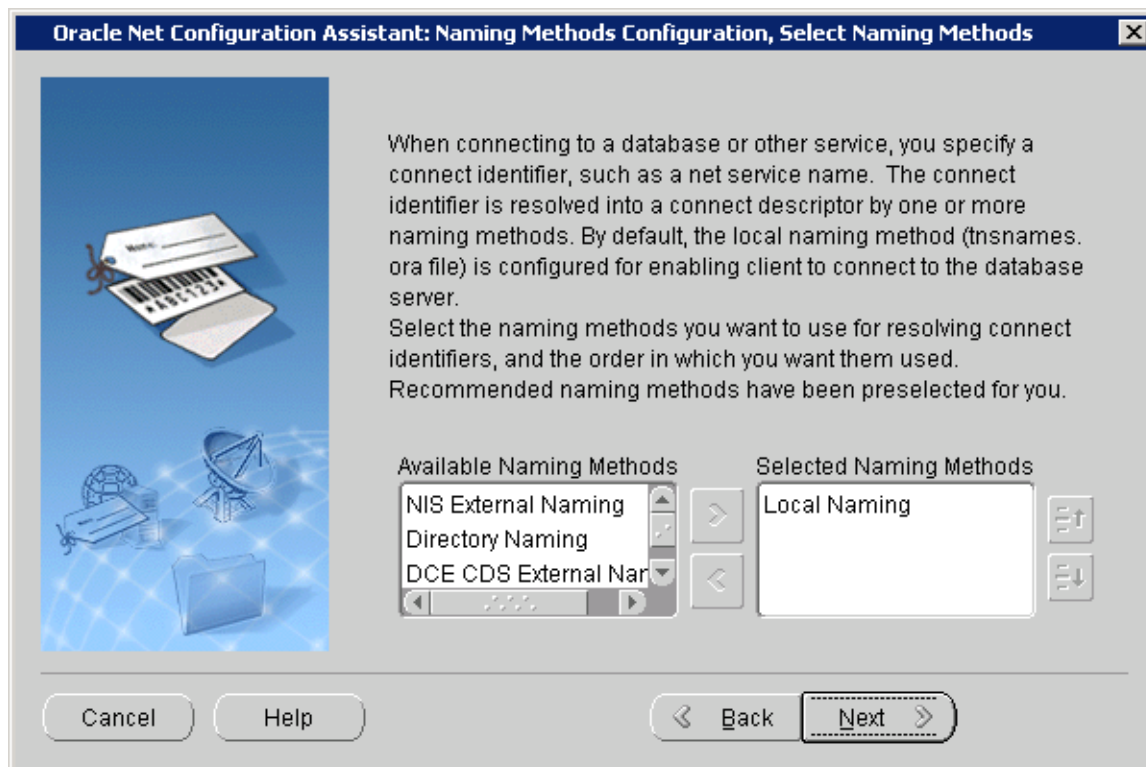 Oracle Net Configuration Assistant: Naming Methods Configuration, Select Naming Methods
When connecting to a database or other service, you specify a
connect identifier, such as a net service name. The connect
identifier is resolved into a connect descriptor by one or more
naming methods. By default, the local naming method (tnsnames.
ora file) is configured for enabling client to connect to the database
server.
Select the naming methods you want to use for resolving connect
identifiers, and the order in which you want them used.
Recommended naming methods have been preselected for you.
Available Naming Methods
NIS External Naming
Directory Naming
DCE CDS External Nar
Selected Naming Methods
Local Naming
Name:
ABC123A
Cancel
Help
Back
Next